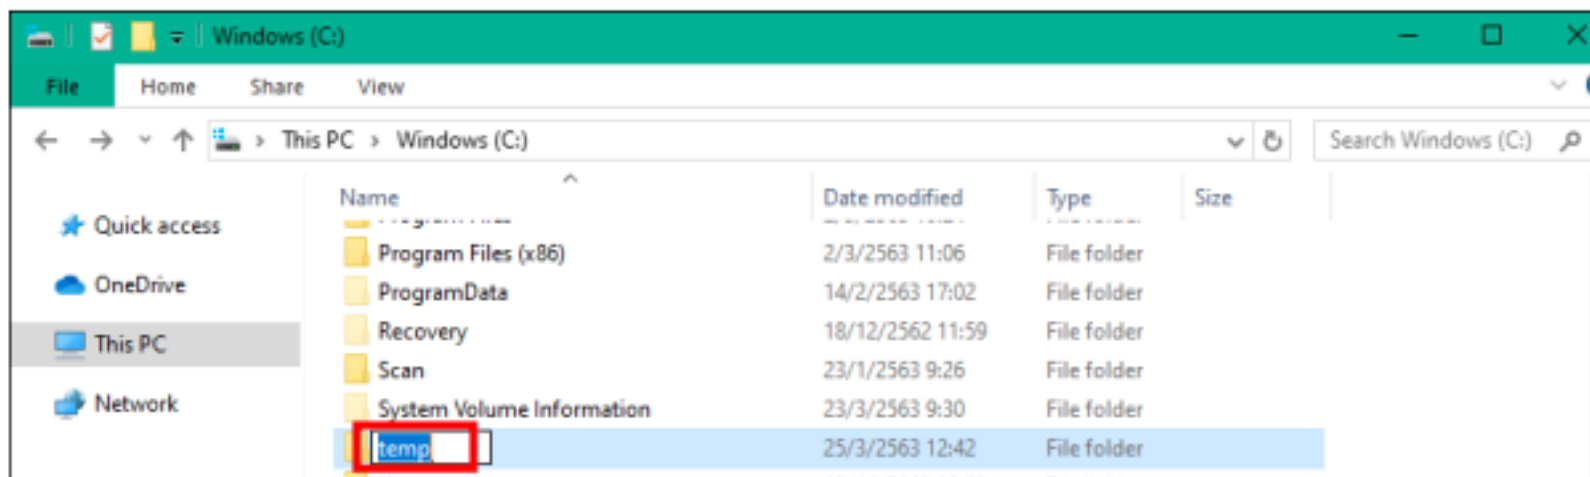 Windows (C:)
File Home Share View
This PC > Windows (C:) Search Windows (C:)
Name Date modified Type Size
Quick access
Program Files (x86) 2/3/2563 11:06 File folder
OneDrive
ProgramData 14/2/2563 17:02 File folder
Recovery 18/12/2562 11:59 File folder
This PC
Scan 23/1/2563 9:26 File folder
Network
System Volume Information 23/3/2563 9:30 File folder
temp 25/3/2563 12:42 File folder